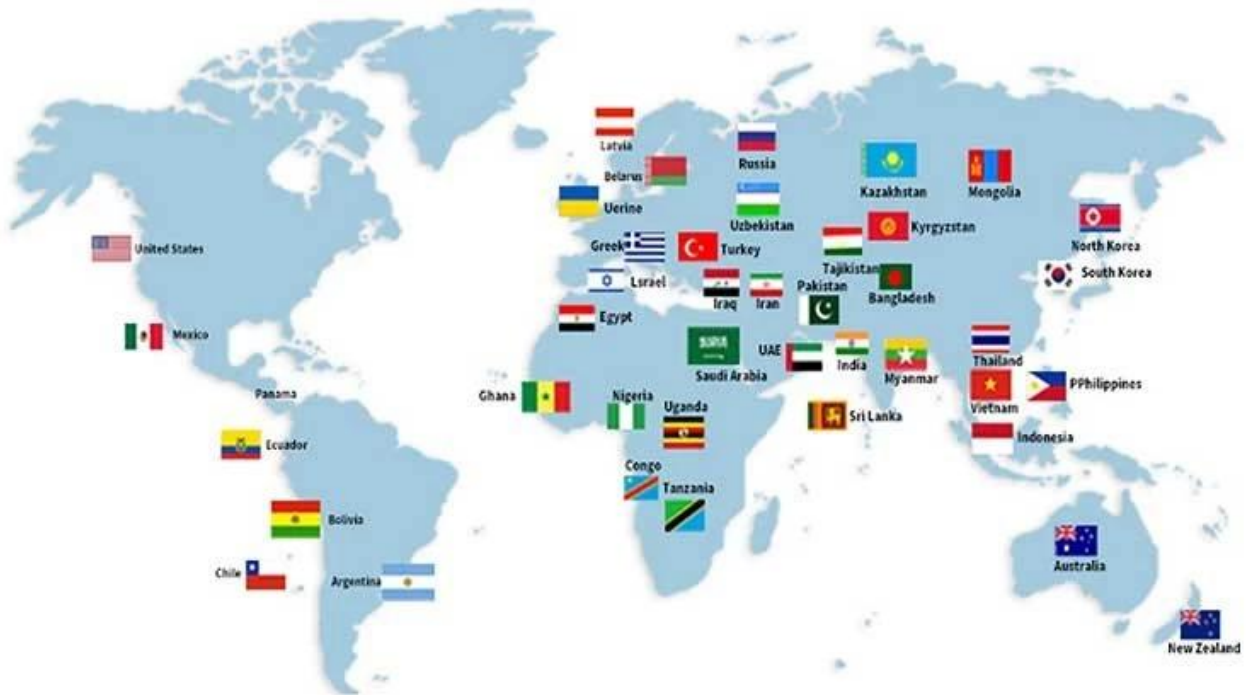 Latvia
Russia
Belarus
Kazakhstan
Mongolia
Uerine
Uzbekistan
Kyrgyzstan
North Korea
United States
Greek
Turkey
Tajikistan
South Korea
Lsrael
Iraq
Iran
Pakistan
Bangladesh
Egypt
Mexico
Saudi Arabia
UAE
India
Myanmar
Thailand
Panama
Ghana
Nigeria
Uganda
Sri Lanka
Vietnam
PPhilippines
Ecuador
Indonesia
Congo
Tanzania
Bolivia
Chile
Argentina
Australia
New Zealand